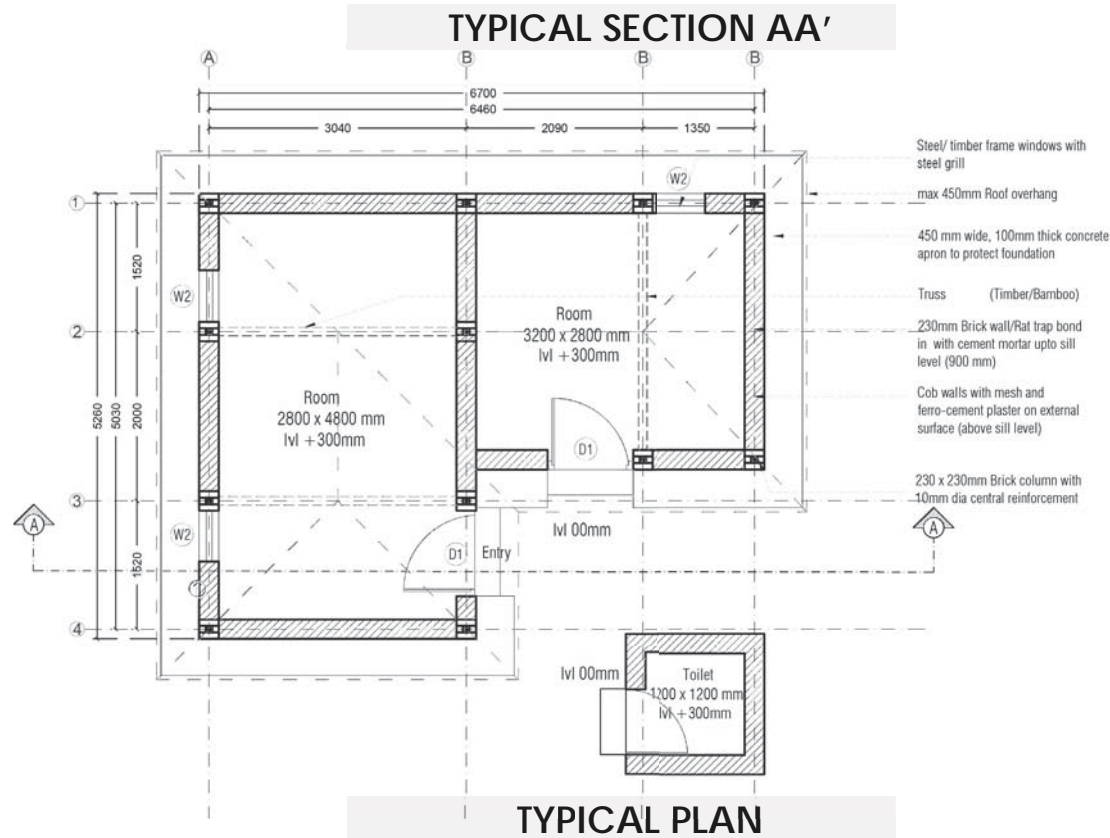 TYPICAL SECTION AA'
A B B B
6700
6460
3040 2090 1350
Steel/ timber frame windows with
steel grill
max 450mm Roof overhang
450 mm wide, 100mm thick concrete
apron to protect foundation
Truss (Timber/Bamboo)
230mm Brick wall/Rat trap bond
in with cement mortar upto sill
level (900 mm)
Cob walls with mesh and
ferro-cement plaster on external
surface (above sill level)
230 x 230mm Brick column with
10mm dia central reinforcement
W2
1
1520
W2
2
Room
3200 x 2800 mm
lvl +300mm
Room
2800 x 4800 mm
lvl +300mm
5260
5030
2000
D1
3
A
W2
lvl 00mm
A
D1
Entry
1520
4
lvl 00mm
Toilet
1200 x 1200 mm
lvl +300mm
TYPICAL PLAN